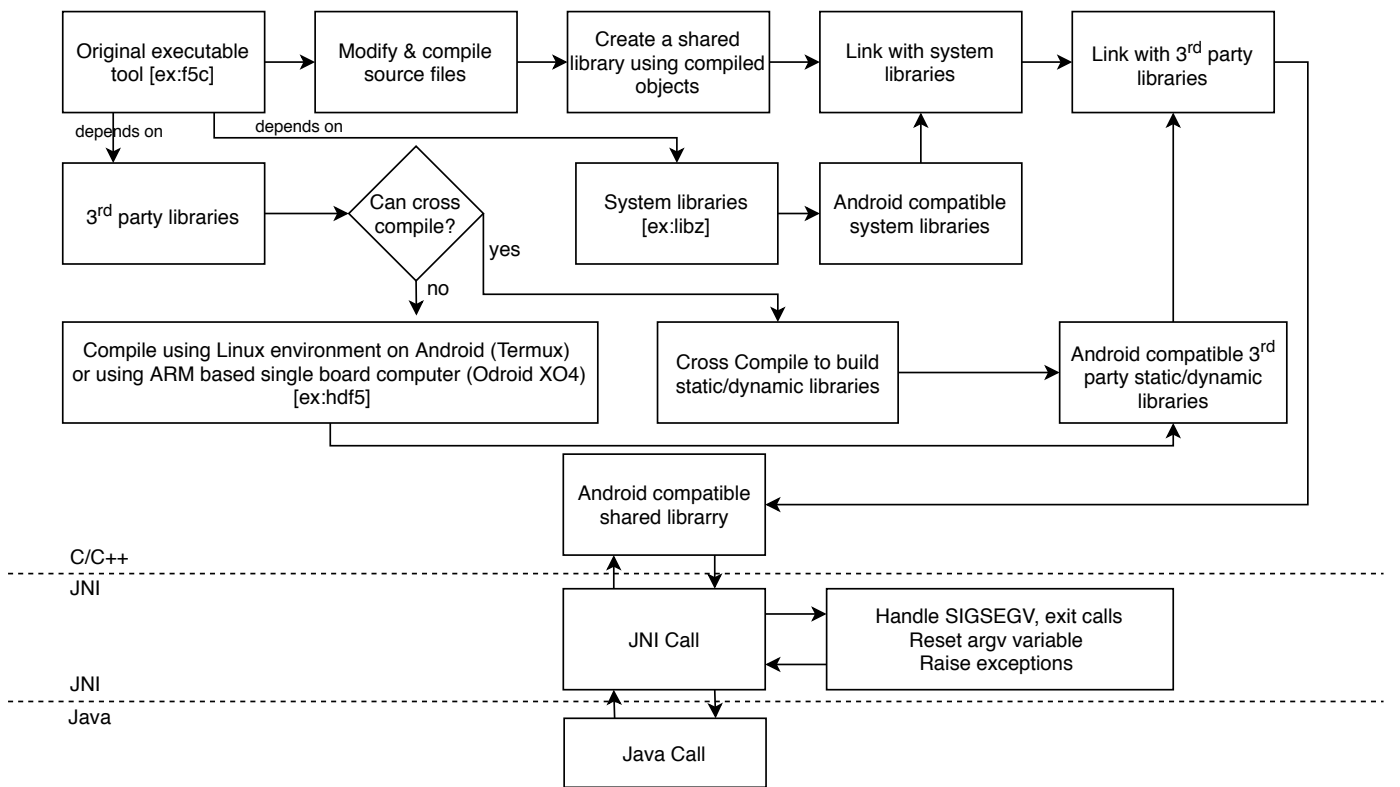 Original executable
tool [ex:f5c]
Modify & compile
source files
Create a shared
library using compiled
objects
Link with system
libraries
Link with 3rd party
libraries
depends on
depends on
3rd party libraries
Can cross
compile?
System libraries
[ex:libz]
Android compatible
system libraries
yes
no
Compile using Linux environment on Android (Termux)
or using ARM based single board computer (Odroid XO4)
[ex:hdf5]
Cross Compile to build
static/dynamic libraries
Android compatible 3rd
party static/dynamic
libraries
Android compatible
shared librarry
C/C++
JNI
JNI Call
Handle SIGSEGV, exit calls
Reset argv variable
Raise exceptions
JNI
Java
Java Call